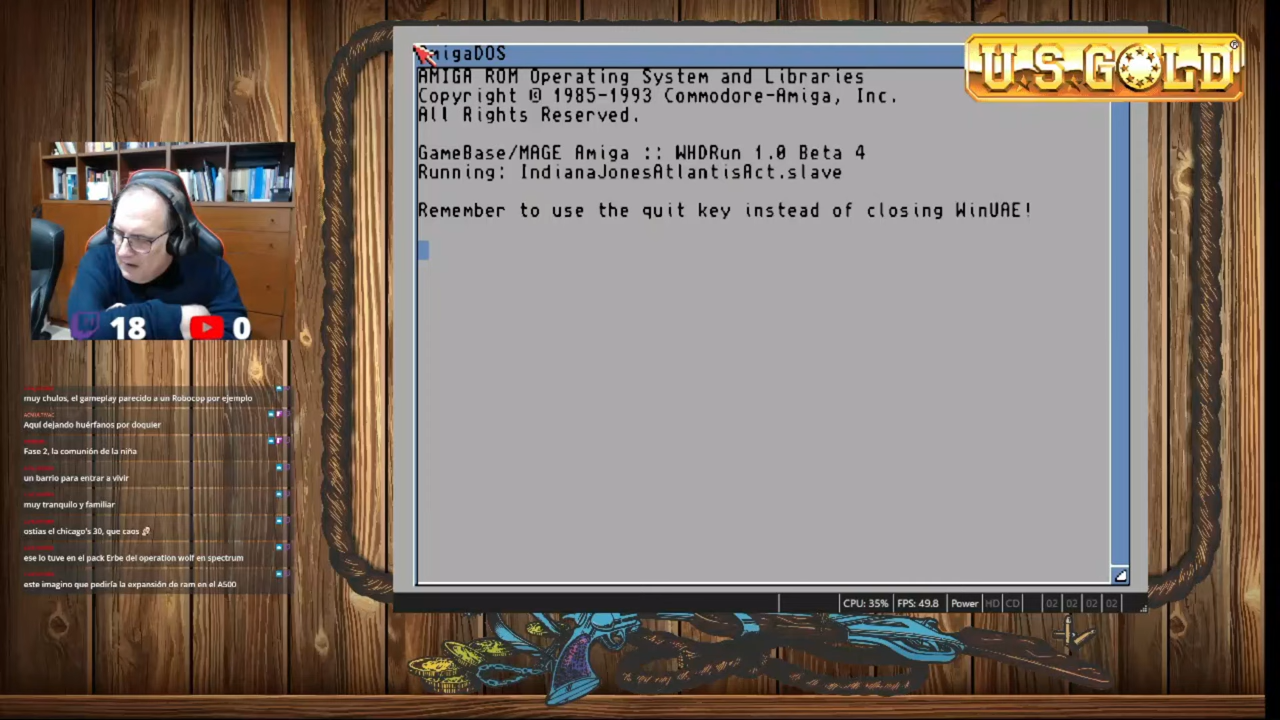 AmigaDOS
AMIGA ROM Operating System and Libraries
Copyright © 1985-1993 Commodore-Amiga, Inc.
All Rights Reserved.
GameBase/MAGE Amiga :: WHDRun 1.0 Beta 4
Running: IndianaJonesAtlantisAct.slave
Remember to use the quit key instead of closing WinUAE!
U.S. GOLD®
18 0
muy chulos, el gameplay parecido a un Robocop por ejemplo
Aquí dejando huérfanos por doquier
Fase 2, la comunión de la niña
un barrio para entrar a vivir
muy tranquilo y familiar
ostias el chicago's 30, que caos
ese lo tuve en el pack Erbe del operation wolf en spectrum
este imagino que pediría la expansión de ram en el A500
CPU: 35% FPS: 49.8 Power HD CD 02 02 02 02